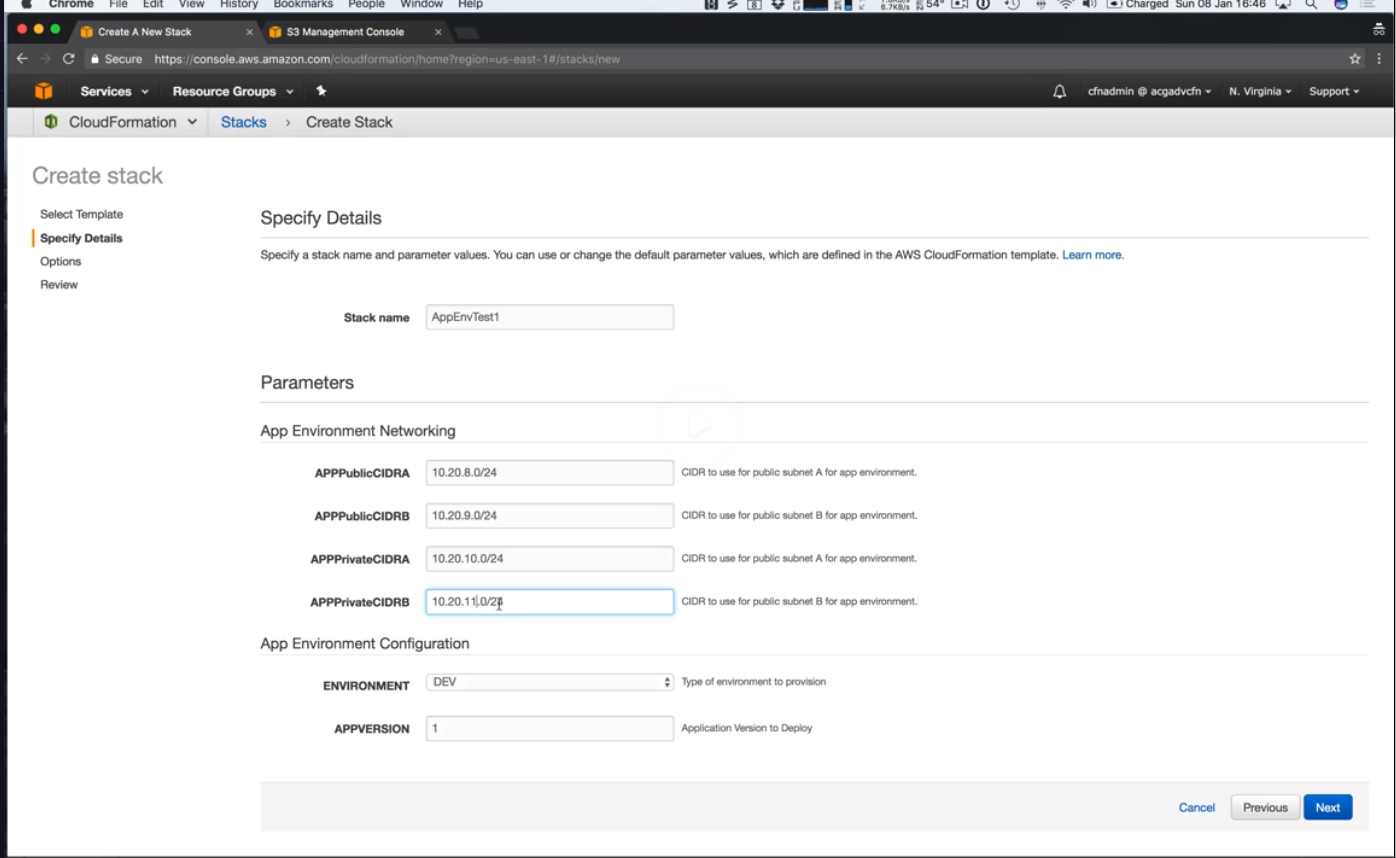 Chrome File Edit View History Bookmarks People Window Help 6.7KB/s 54° Charged Sun 08 Jan 16:46
Create A New Stack × S3 Management Console ×
Secure https://console.aws.amazon.com/cloudformation/home?region=us-east-1#/stacks/new
Services Resource Groups cfnadmin @ acgadvcfn N. Virginia Support
CloudFormation Stacks > Create Stack
Create stack
Select Template
Specify Details
Options
Review
Specify Details
Specify a stack name and parameter values. You can use or change the default parameter values, which are defined in the AWS CloudFormation template. Learn more.
Stack name AppEnvTest1
Parameters
App Environment Networking
APPPublicCIDRA 10.20.8.0/24 CIDR to use for public subnet A for app environment.
APPPublicCIDRB 10.20.9.0/24 CIDR to use for public subnet B for app environment.
APPPrivateCIDRA 10.20.10.0/24 CIDR to use for public subnet A for app environment.
APPPrivateCIDRB 10.20.11.0/24 CIDR to use for public subnet B for app environment.
App Environment Configuration
ENVIRONMENT DEV Type of environment to provision
APPVERSION 1 Application Version to Deploy
Cancel Previous Next